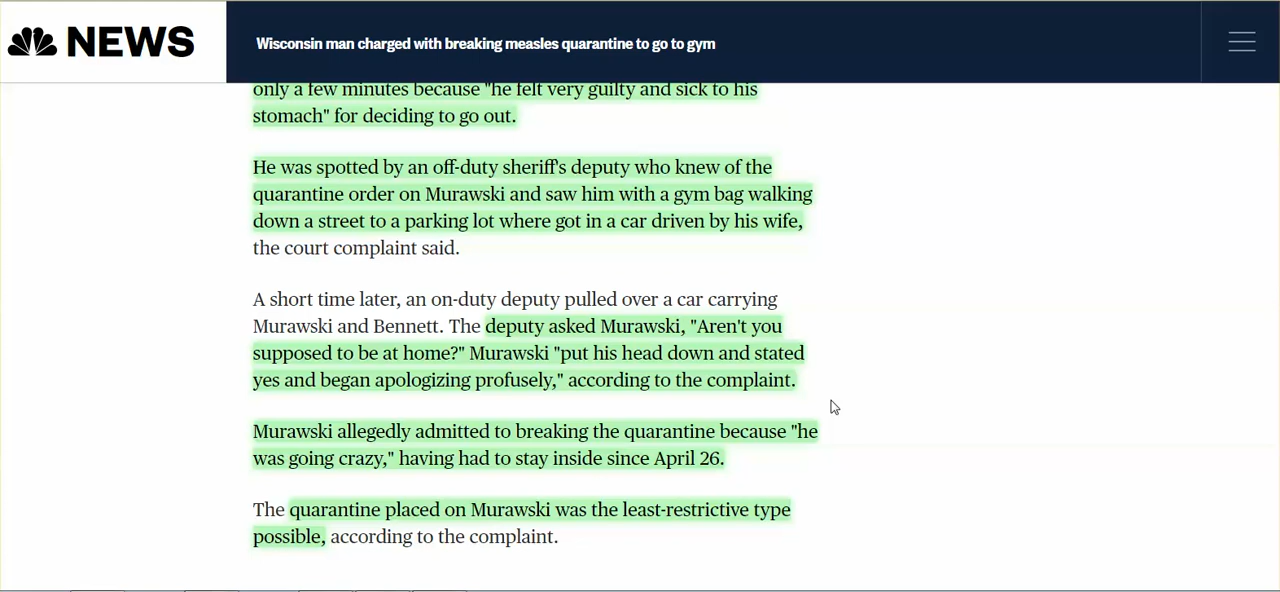 NEWS
Wisconsin man charged with breaking measles quarantine to go to gym
only a few minutes because "he felt very guilty and sick to his
stomach" for deciding to go out.
He was spotted by an off-duty sheriff's deputy who knew of the
quarantine order on Murawski and saw him with a gym bag walking
down a street to a parking lot where got in a car driven by his wife,
the court complaint said.
A short time later, an on-duty deputy pulled over a car carrying
Murawski and Bennett. The deputy asked Murawski, "Aren't you
supposed to be at home?" Murawski "put his head down and stated
yes and began apologizing profusely," according to the complaint.
Murawski allegedly admitted to breaking the quarantine because "he
was going crazy," having had to stay inside since April 26.
The quarantine placed on Murawski was the least-restrictive type
possible, according to the complaint.